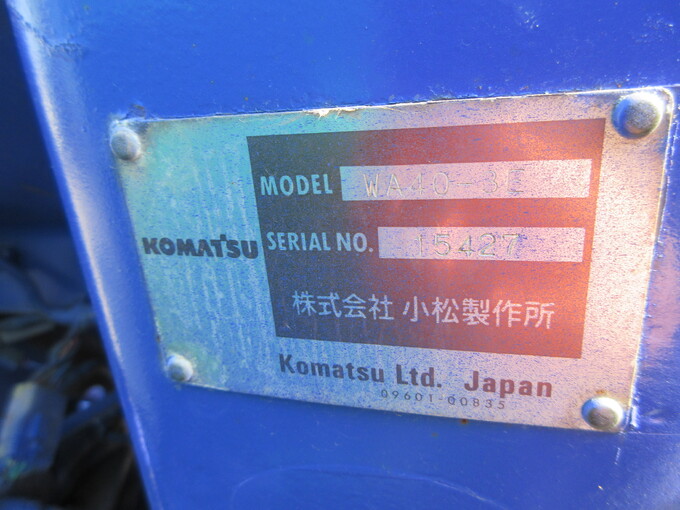 MODEL WA40-3E
KOMATSU
SERIAL NO. 15427
株式会社 小松製作所
Komatsu Ltd. Japan
09601-00835